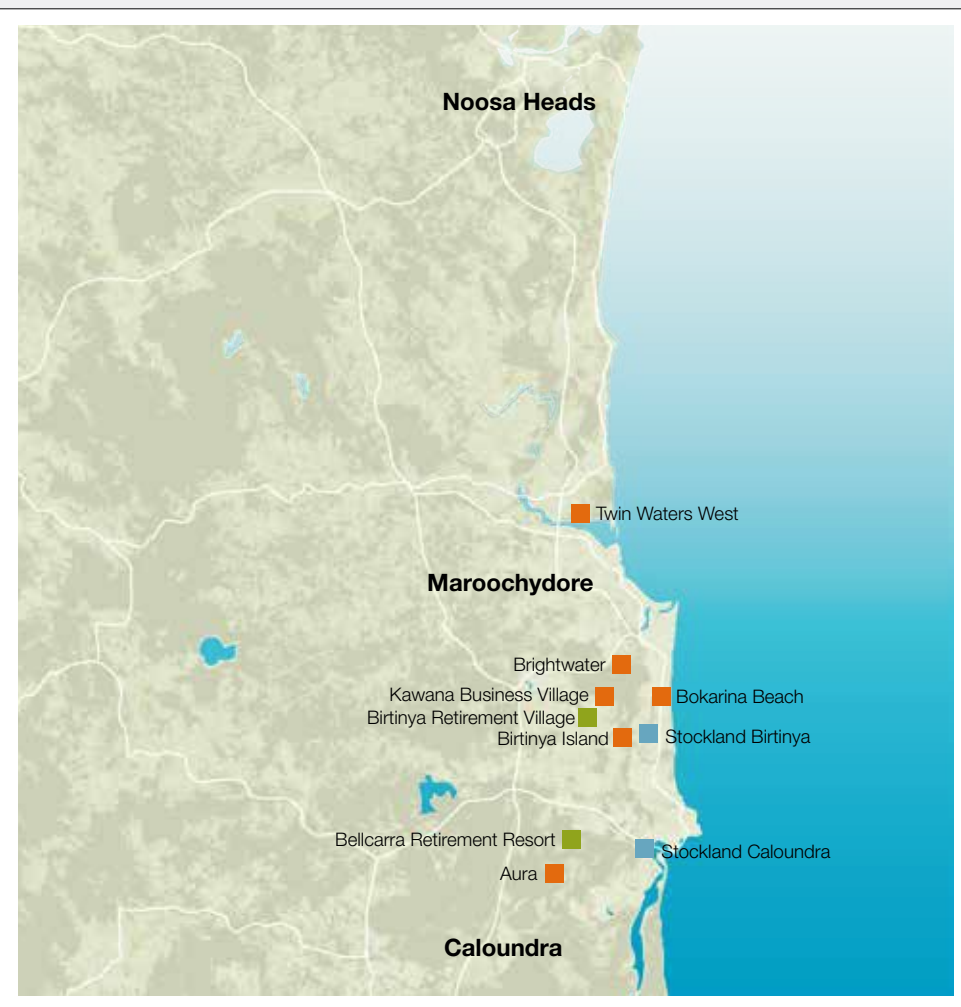 Noosa Heads
Twin Waters West
Maroochydore
Brightwater
Kawana Business Village
Bokarina Beach
Birtinya Retirement Village
Birtinya Island
Stockland Birtinya
Bellcarra Retirement Resort
Stockland Caloundra
Aura
Caloundra